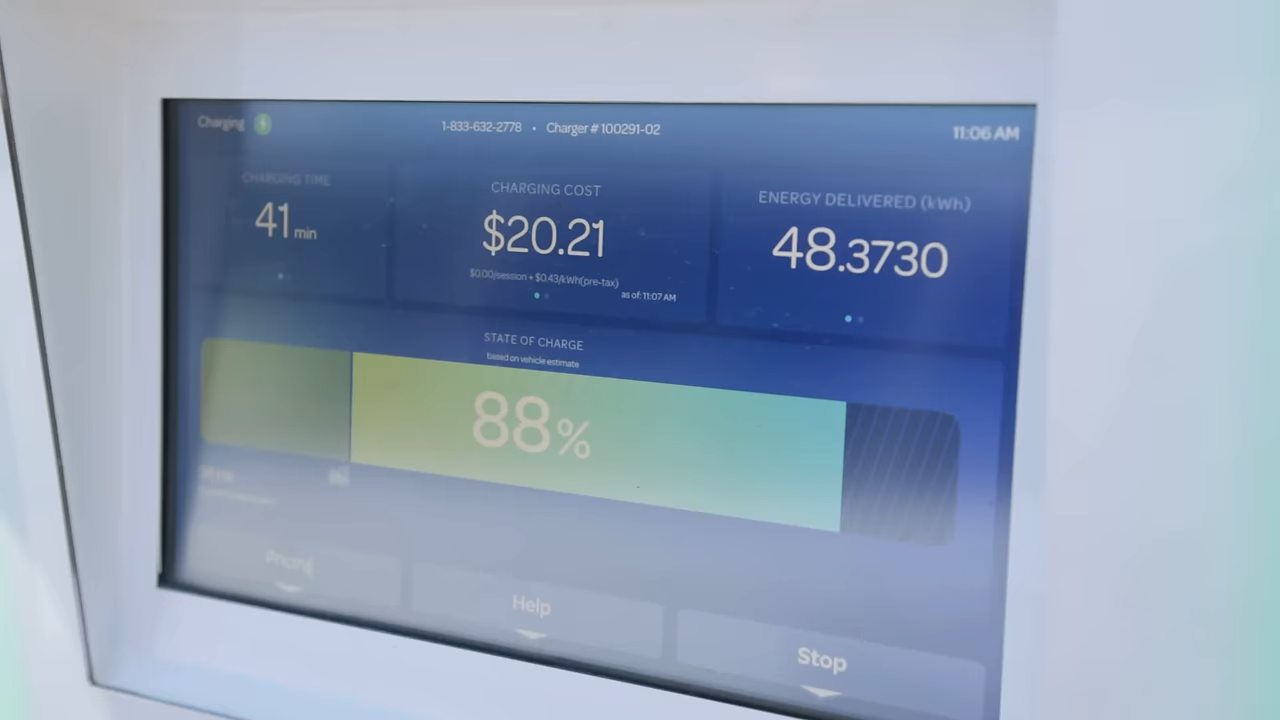 Charging
1-833-632-2778 • Charger # 100291-02
11:06 AM
CHARGING TIME
41 min
CHARGING COST
$20.21
$0.00/session + $0.43/kWh(pre-tax)
as of: 11:07 AM
ENERGY DELIVERED (kWh)
48.3730
STATE OF CHARGE
based on vehicle estimate
88%
Pricing
Help
Stop